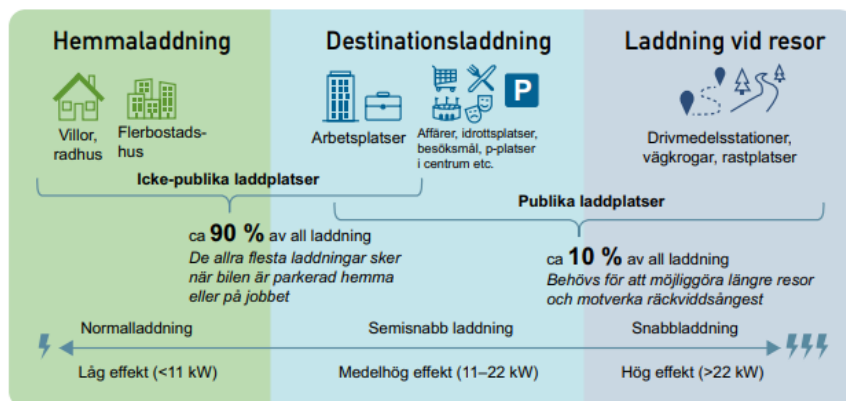 Hemmaladdning
Destinationsladdning
Laddning vid resor
Villor,
radhus
Flerbostads-
hus
Arbetsplatser
P
Affärer, idrottsplatser,
besöksmål, p-platser
i centrum etc.
Drivmedelsstationer,
vägkrogar, rastplatser
Icke-publika laddplatser
Publika laddplatser
ca 90 % av all laddning
De allra flesta laddningar sker
när bilen är parkerad hemma
eller på jobbet
ca 10 % av all laddning
Behövs för att möjliggöra längre resor
och motverka räckviddsångest
Normalladdning
Semisnabb laddning
Snabbladdning
Låg effekt (<11 kW)
Medelhög effekt (11–22 kW)
Hög effekt (>22 kW)